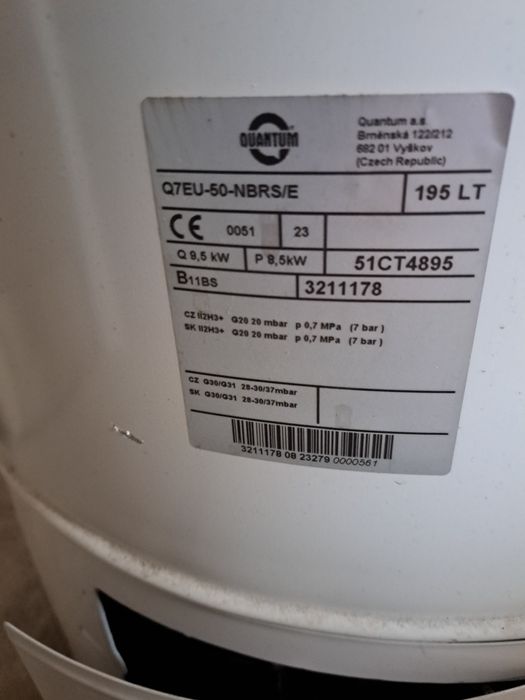 QUANTUM
Quantum a.s.
Brněnská 122/212
682 01 Vyškov
(Czech Republic)
Q7EU-50-NBRS/E 195 LT
CE 0051 23
Q 9,5 kW P 8,5kW 51CT4895
B11BS 3211178
CZ II2H3+ G20 20 mbar p 0,7 MPa (7 bar)
SK II2H3+ G20 20 mbar p 0,7 MPa (7 bar)
CZ G30/G31 28-30/37mbar
SK G30/G31 28-30/37mbar
3211178 08 23279 0000561